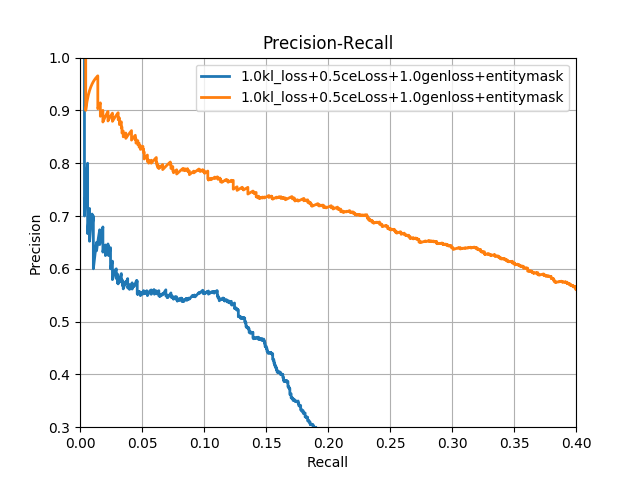 Precision-Recall
1.0kl_loss+0.5ceLoss+1.0genloss+entitymask
1.0kl_loss+0.5ceLoss+1.0genloss+entitymask
Precision
1.0
0.9
0.8
0.7
0.6
0.5
0.4
0.3
0.00 0.05 0.10 0.15 0.20 0.25 0.30 0.35 0.40
Recall